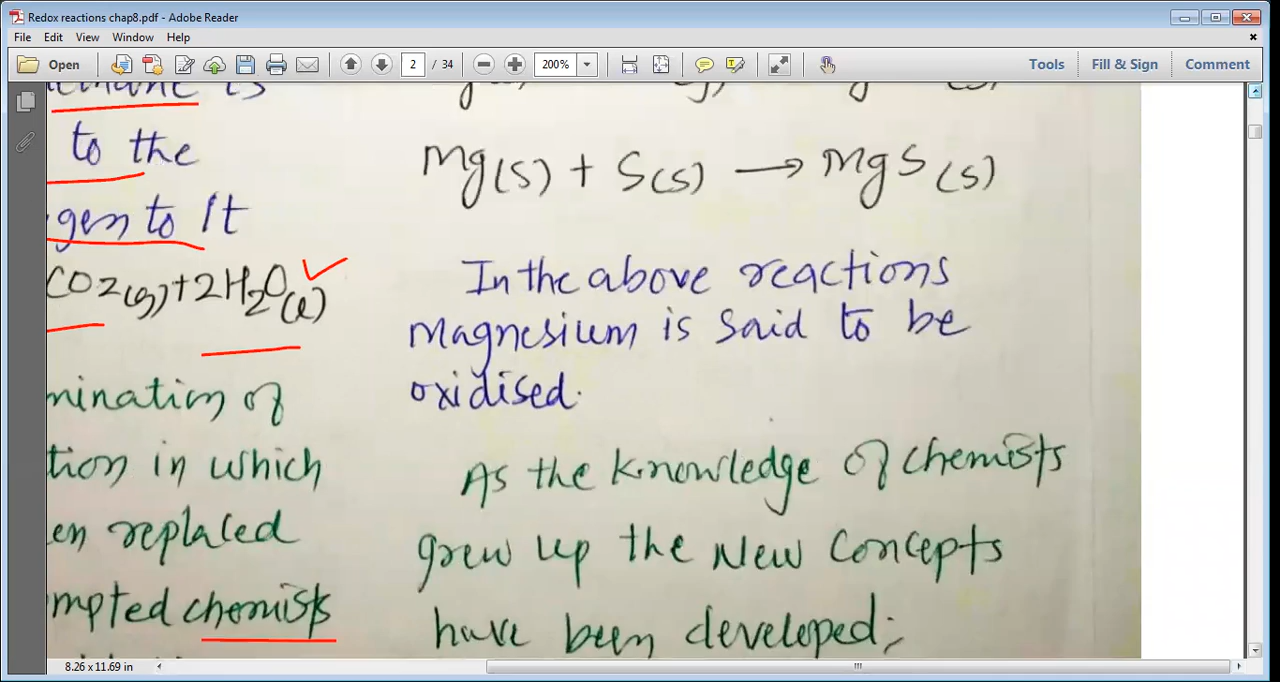 Redox reactions chap8.pdf - Adobe Reader
File Edit View Window Help
Open 2 / 34 200% Tools Fill & Sign Comment
is
to the
gen to It
CO2(g)+2H2O(l)
mination of
tion in which
en replaced
mpted chemists
Mg(s) + S(s) → MgS(s)
In the above reactions
magnesium is said to be
oxidised.
As the knowledge of chemists
grew up the New concepts
have been developed;
8.26 x 11.69 in